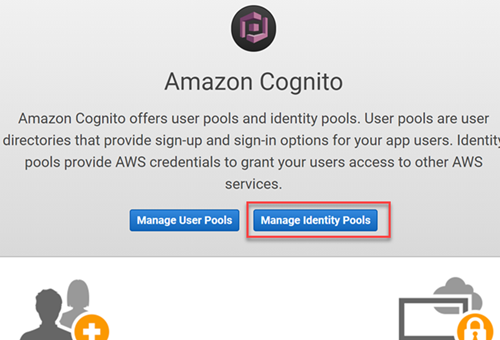 Amazon Cognito
Amazon Cognito offers user pools and identity pools. User pools are user
directories that provide sign-up and sign-in options for your app users. Identity
pools provide AWS credentials to grant your users access to other AWS
services.
Manage User Pools Manage Identity Pools